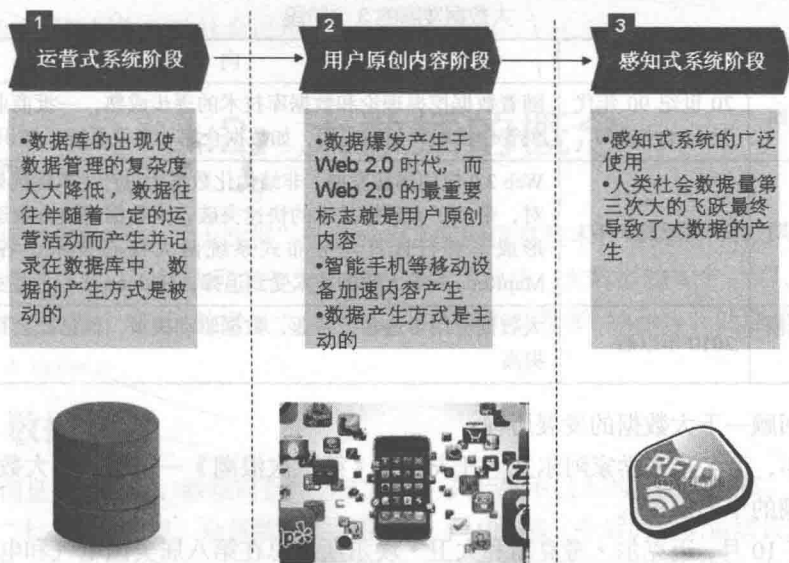 1
运营式系统阶段
•数据库的出现使
数据管理的复杂度
大大降低，数据往
往伴随着一定的运
营活动而产生并记
录在数据库中，数
据的产生方式是被
动的
2
用户原创内容阶段
•数据爆发产生于
Web 2.0 时代，而
Web 2.0 的最重要
标志就是用户原创
内容
•智能手机等移动设
备加速内容产生
•数据产生方式是主
动的
3
感知式系统阶段
•感知式系统的广泛
使用
•人类社会数据量第
三次大的飞跃最终
导致了大数据的产
生
RFID